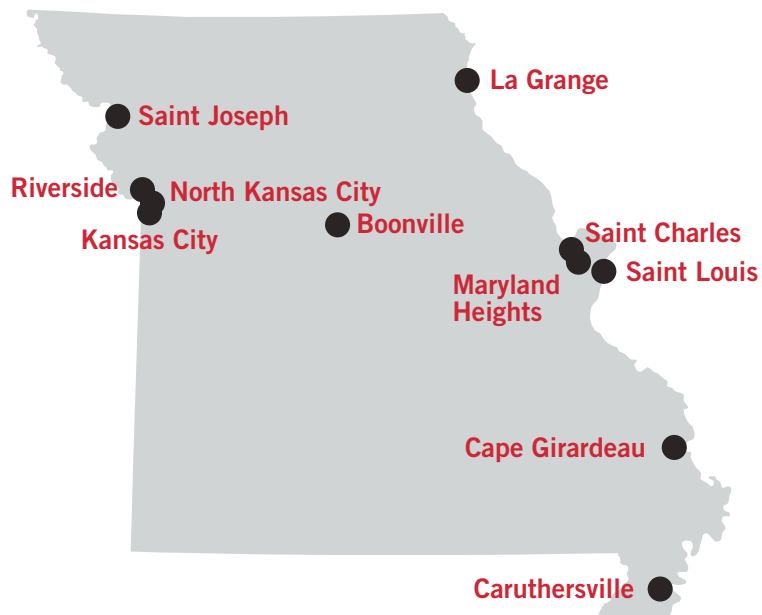 La Grange
Saint Joseph
Riverside
North Kansas City
Kansas City
Boonville
Saint Charles
Saint Louis
Maryland
Heights
Cape Girardeau
Caruthersville